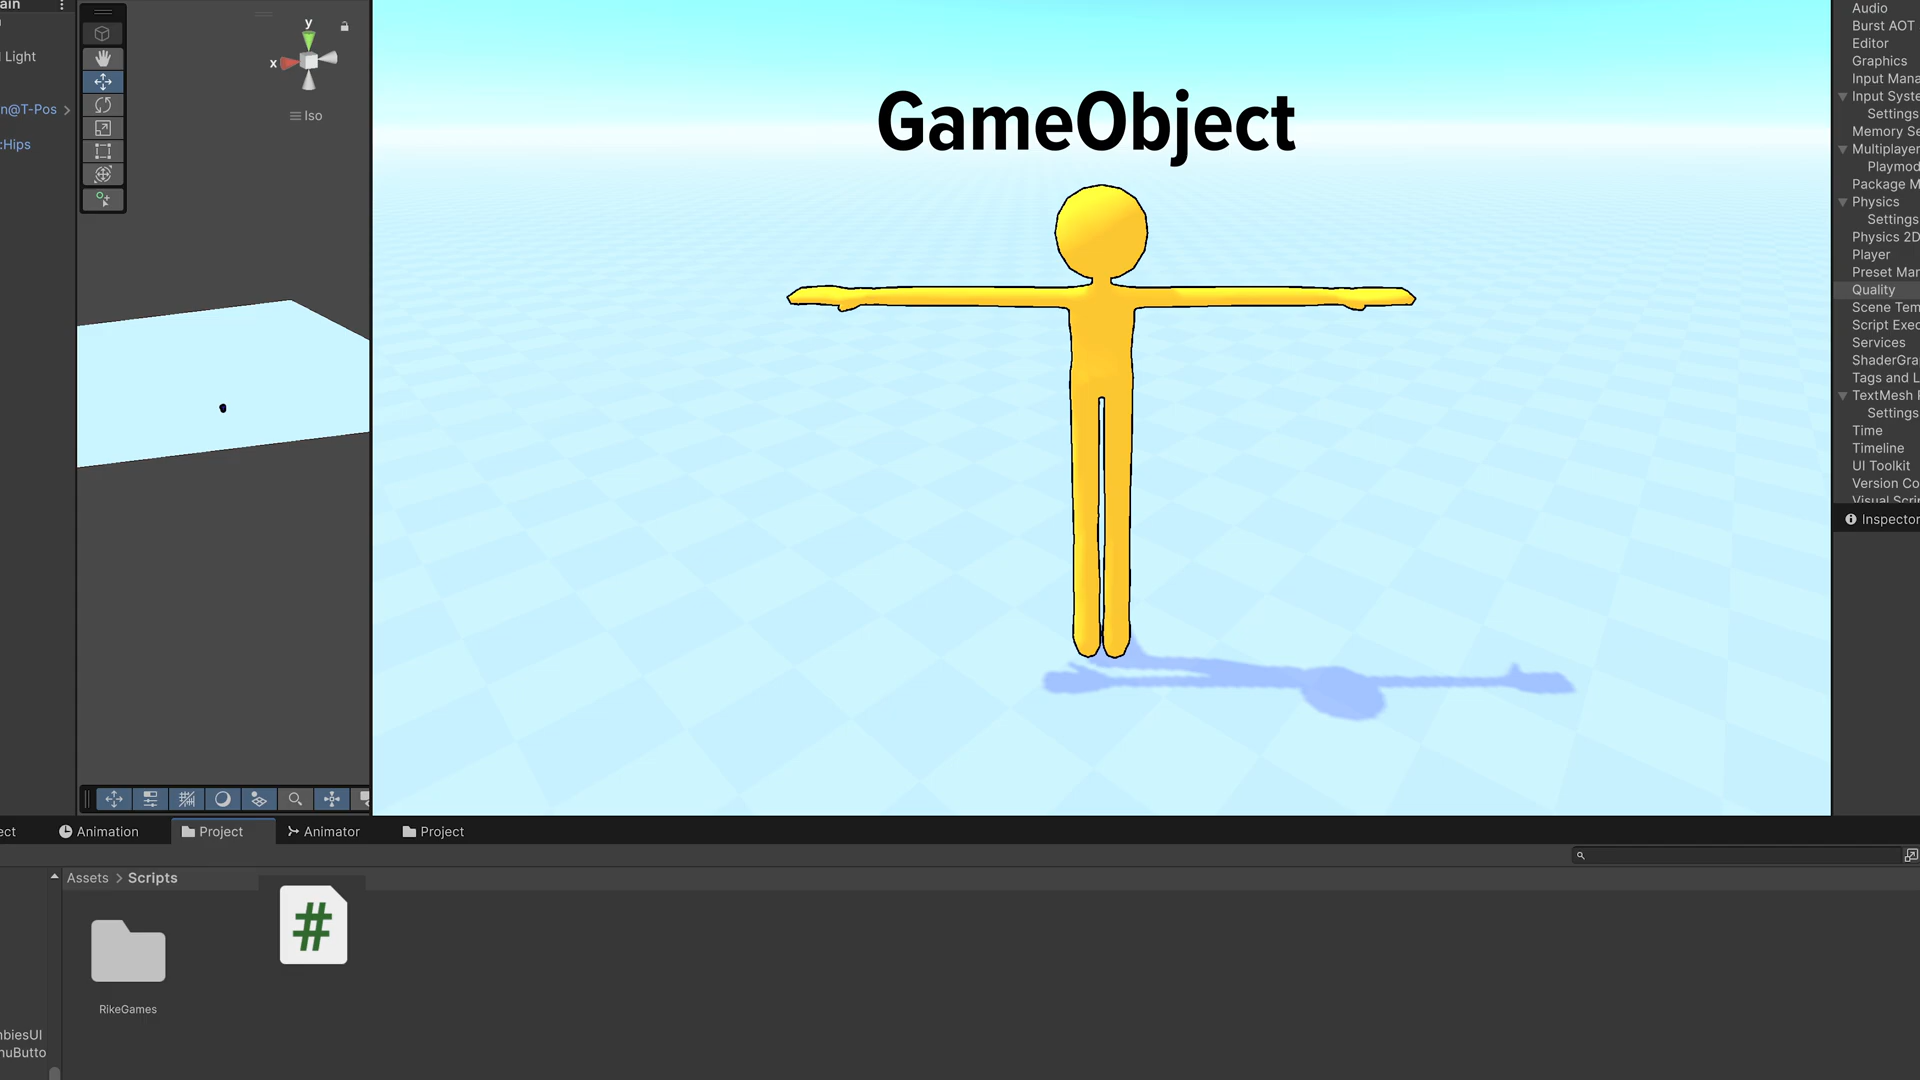 ain
Light
n@T-Pos
:Hips
y
x
Iso
GameObject
Audio
Burst AOT
Editor
Graphics
Input Mana
Input Syste
Settings
Memory Se
Multiplayer
Playmod
Package M
Physics
Settings
Physics 2D
Player
Preset Man
Quality
Scene Tem
Script Exec
Services
ShaderGra
Tags and L
TextMesh P
Settings
Time
Timeline
UI Toolkit
Version Co
Visual Scri
Inspector
ect
Animation
Project
Animator
Project
Assets > Scripts
#
RikeGames
mbiesUI
nuButto